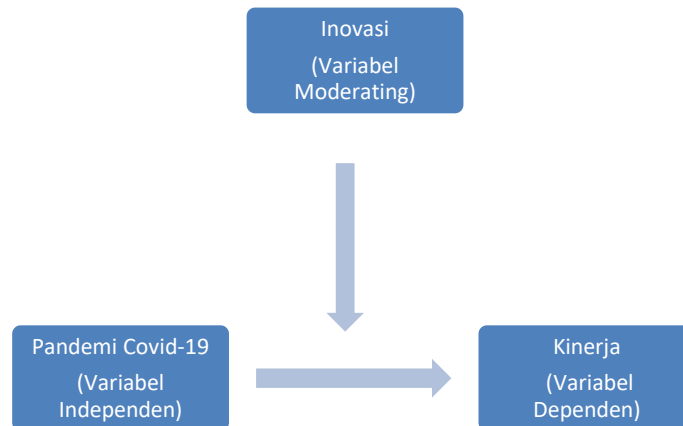 Inovasi
(Variabel
Moderating)
Pandemi Covid-19
(Variabel
Independen)
Kinerja
(Variabel
Dependen)